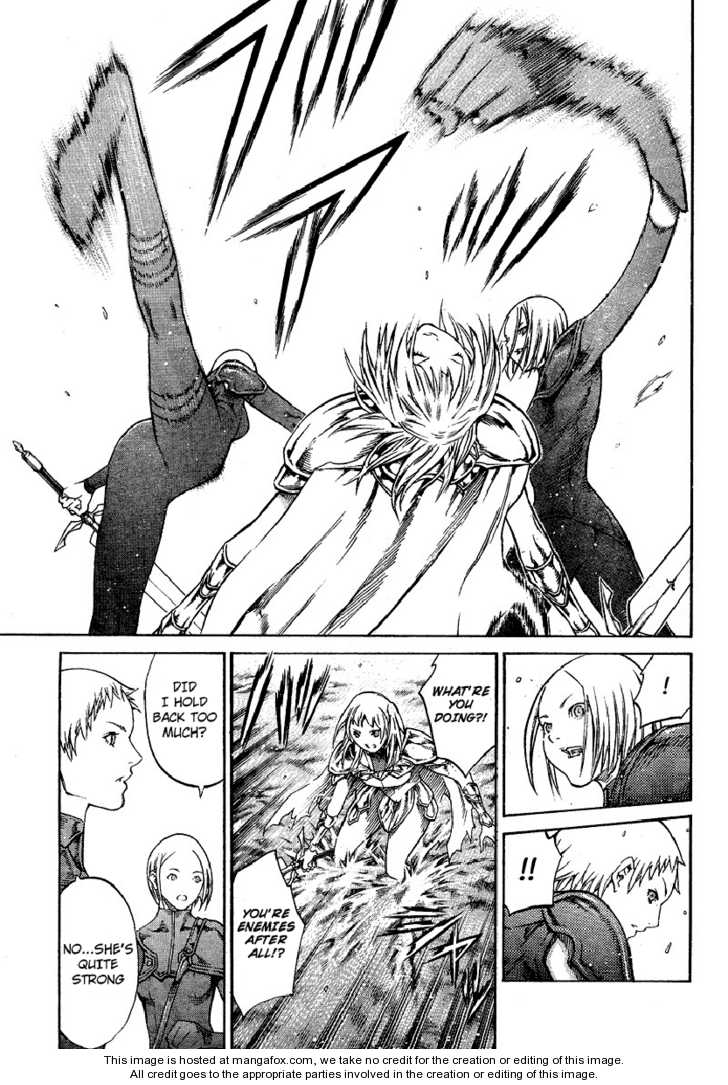 !
!!
WHAT'RE
YOU
DOING?!
YOU'RE
ENEMIES
AFTER
ALL!?
DID
I HOLD
BACK TOO
MUCH?
NO...SHE'S
QUITE
STRONG
This image is hosted at mangafox.com, we take no credit for the creation or editing of this image.
All credit goes to the appropriate parties involved in the creation or editing of this image.